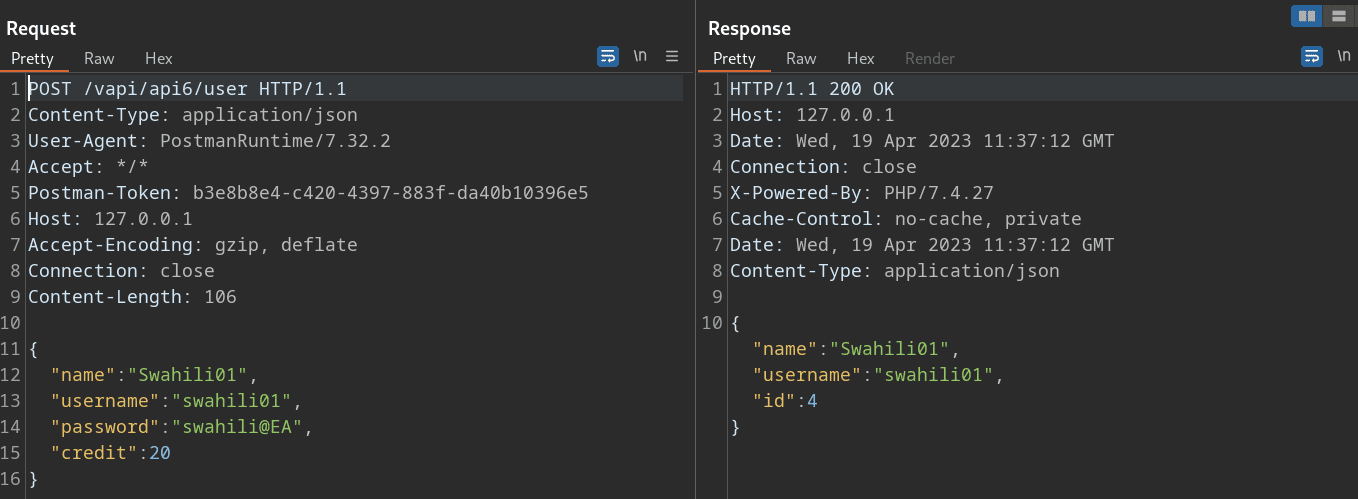 Request
Pretty Raw Hex \n
1 POST /vapi/api6/user HTTP/1.1
2 Content-Type: application/json
3 User-Agent: PostmanRuntime/7.32.2
4 Accept: */*
5 Postman-Token: b3e8b8e4-c420-4397-883f-da40b10396e5
6 Host: 127.0.0.1
7 Accept-Encoding: gzip, deflate
8 Connection: close
9 Content-Length: 106
10
11 {
12 "name":"Swahili01",
13 "username":"swahili01",
14 "password":"swahili@EA",
15 "credit":20
16 }
Response
Pretty Raw Hex Render \n
1 HTTP/1.1 200 OK
2 Host: 127.0.0.1
3 Date: Wed, 19 Apr 2023 11:37:12 GMT
4 Connection: close
5 X-Powered-By: PHP/7.4.27
6 Cache-Control: no-cache, private
7 Date: Wed, 19 Apr 2023 11:37:12 GMT
8 Content-Type: application/json
9
10 {
"name":"Swahili01",
"username":"swahili01",
"id":4
}